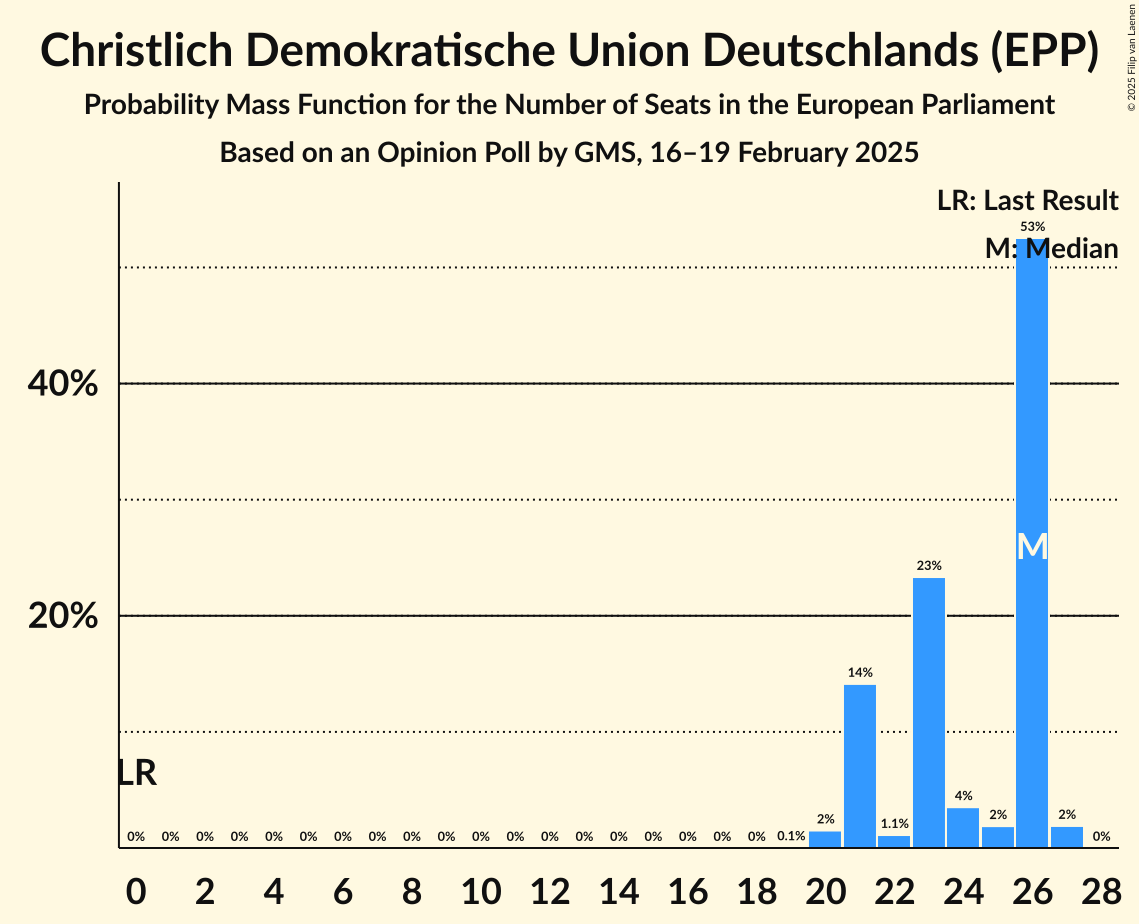 Christlich Demokratische Union Deutschlands (EPP)
Probability Mass Function for the Number of Seats in the European Parliament
Based on an Opinion Poll by GMS, 16–19 February 2025
© 2025 Filip van Laenen
LR: Last Result
53%
M: Median
40%
M
23%
20%
14%
LR
4%
2% 1.1% 2% 2%
0% 0% 0% 0% 0% 0% 0% 0% 0% 0% 0% 0% 0% 0% 0% 0% 0% 0% 0% 0.1% 0%
0 2 4 6 8 10 12 14 16 18 20 22 24 26 28